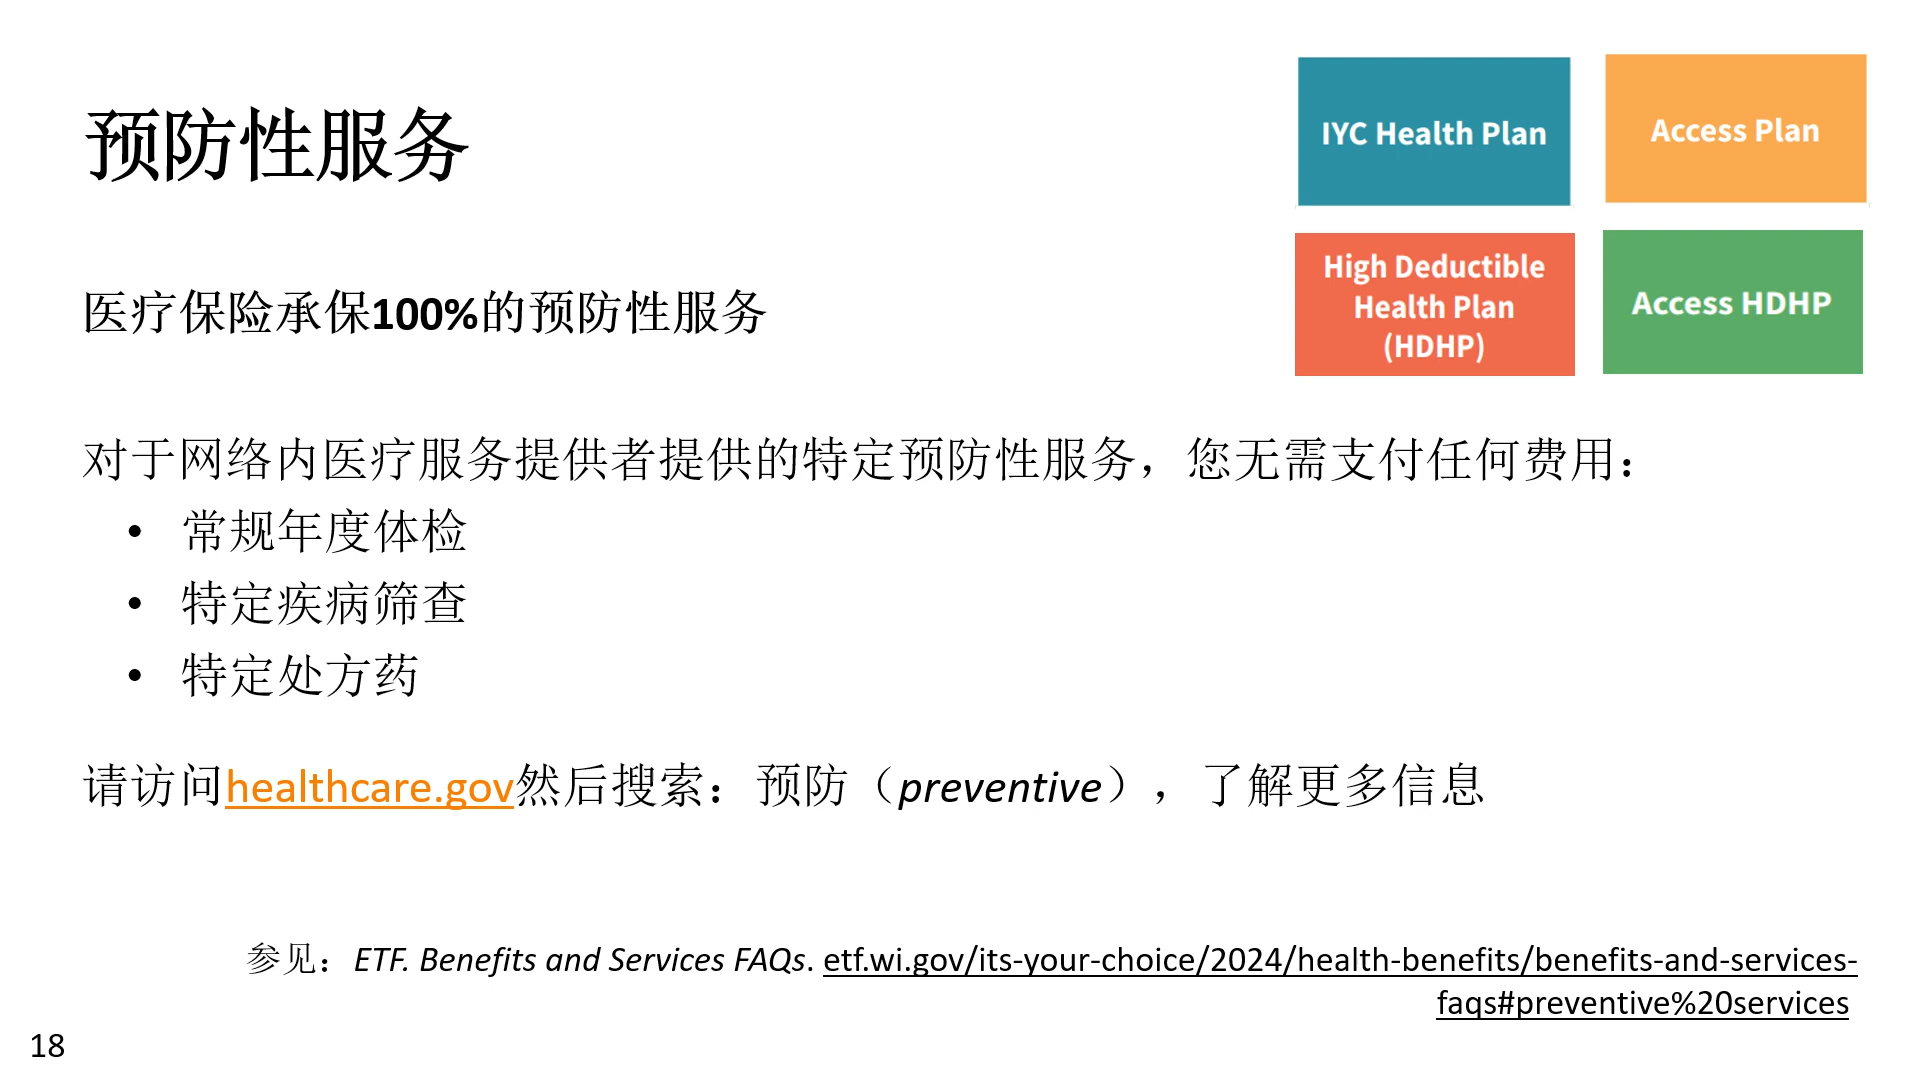 预防性服务
IYC Health Plan
Access Plan
High Deductible
Health Plan
(HDHP)
Access HDHP
医疗保险承保100%的预防性服务
对于网络内医疗服务提供者提供的特定预防性服务，您无需支付任何费用：
• 常规年度体检
• 特定疾病筛查
• 特定处方药
请访问healthcare.gov然后搜索：预防（preventive），了解更多信息
参见：ETF. Benefits and Services FAQs. etf.wi.gov/its-your-choice/2024/health-benefits/benefits-and-services-
faqs#preventive%20services
18